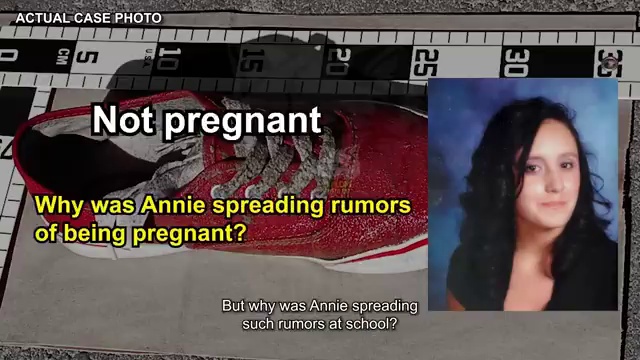 ACTUAL CASE PHOTO
CM 5 U.S.A 10 15 20 25 30 35
Not pregnant
Why was Annie spreading rumors
of being pregnant?
But why was Annie spreading
such rumors at school?